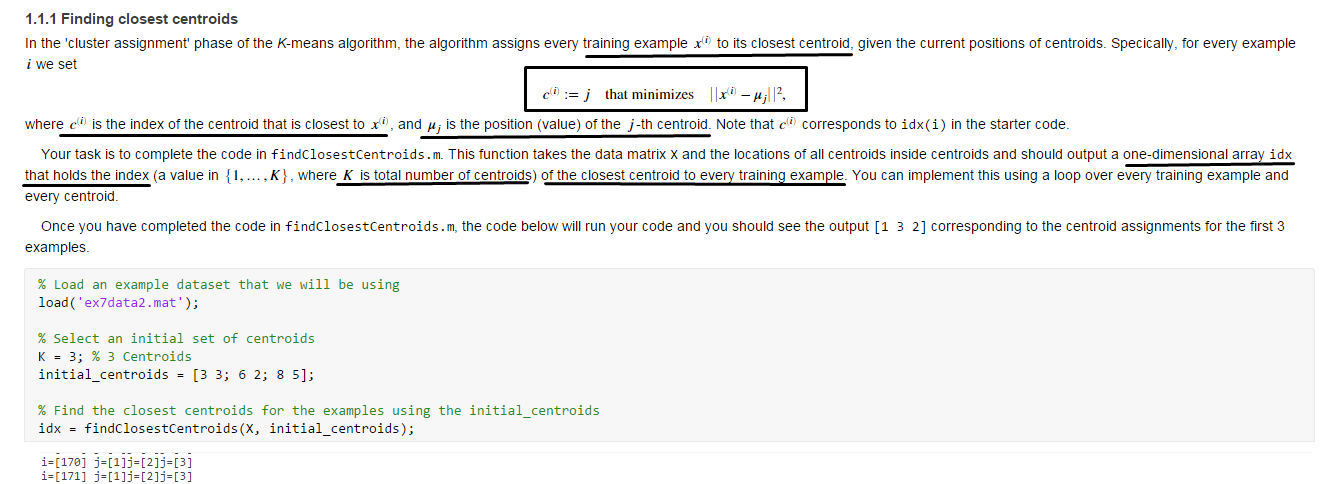 1.1.1 Finding closest centroids
In the 'cluster assignment' phase of the K-means algorithm, the algorithm assigns every training example x⁽ⁱ⁾ to its closest centroid, given the current positions of centroids. Specically, for every example
i we set
c⁽ⁱ⁾ := j that minimizes ||x⁽ⁱ⁾ − μⱼ||²,
where c⁽ⁱ⁾ is the index of the centroid that is closest to x⁽ⁱ⁾, and μⱼ is the position (value) of the j-th centroid. Note that c⁽ⁱ⁾ corresponds to idx(i) in the starter code.
Your task is to complete the code in findClosestCentroids.m. This function takes the data matrix X and the locations of all centroids inside centroids and should output a one-dimensional array idx
that holds the index (a value in {1, ..., K}, where K is total number of centroids) of the closest centroid to every training example. You can implement this using a loop over every training example and
every centroid.
Once you have completed the code in findClosestCentroids.m, the code below will run your code and you should see the output [1 3 2] corresponding to the centroid assignments for the first 3
examples.
% Load an example dataset that we will be using
load('ex7data2.mat');
% Select an initial set of centroids
K = 3; % 3 Centroids
initial_centroids = [3 3; 6 2; 8 5];
% Find the closest centroids for the examples using the initial_centroids
idx = findClosestCentroids(X, initial_centroids);
i=[170] j=[1]j=[2]j=[3]
i=[171] j=[1]j=[2]j=[3]